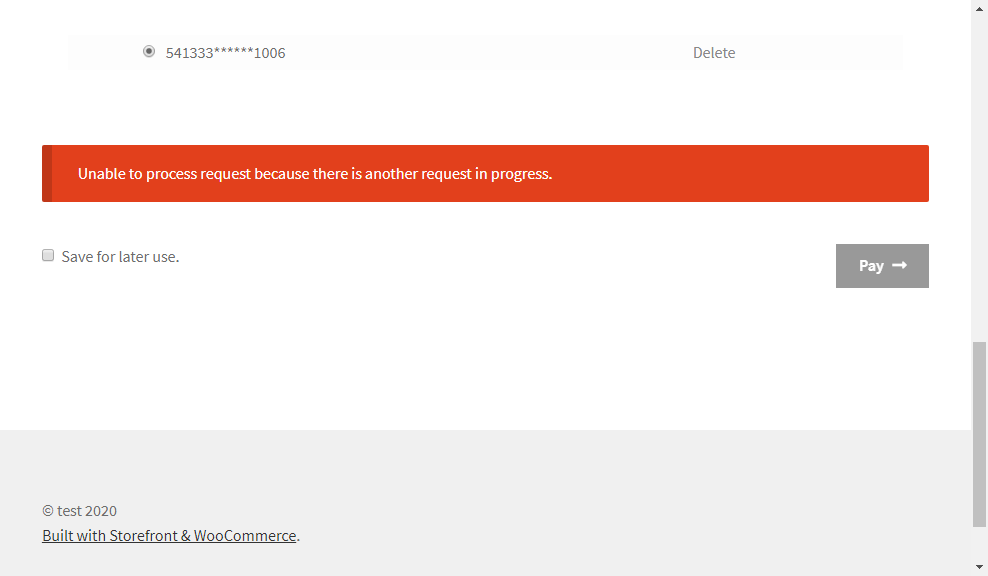 541333******1006 Delete
Unable to process request because there is another request in progress.
Save for later use. Pay →
© test 2020
Built with Storefront & WooCommerce.